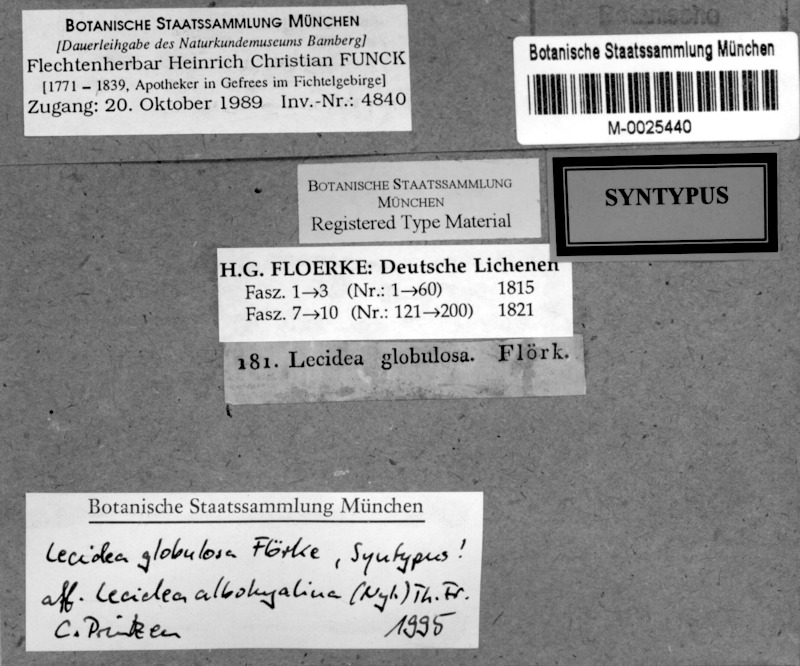 BOTANISCHE STAATSSAMMLUNG MÜNCHEN
[Dauerleihgabe des Naturkundemuseums Bamberg]
Flechtenherbar Heinrich Christian FUNCK
[1771 – 1839, Apotheker in Gefrees im Fichtelgebirge]
Zugang: 20. Oktober 1989 Inv.-Nr.: 4840
Botanische
Botanische Staatssammlung München
M-0025440
BOTANISCHE STAATSSAMMLUNG
MÜNCHEN
Registered Type Material
SYNTYPUS
H.G. FLOERKE: Deutsche Lichenen
Fasz. 1→3 (Nr.: 1→60) 1815
Fasz. 7→10 (Nr.: 121→200) 1821
181. Lecidea globulosa. Flörk.
Botanische Staatssammlung München
Lecidea globulosa Flörke, Syntypus!
aff. Lecidea albohyalina (Nyl.) Th. Fr.
C. Printzen 1995